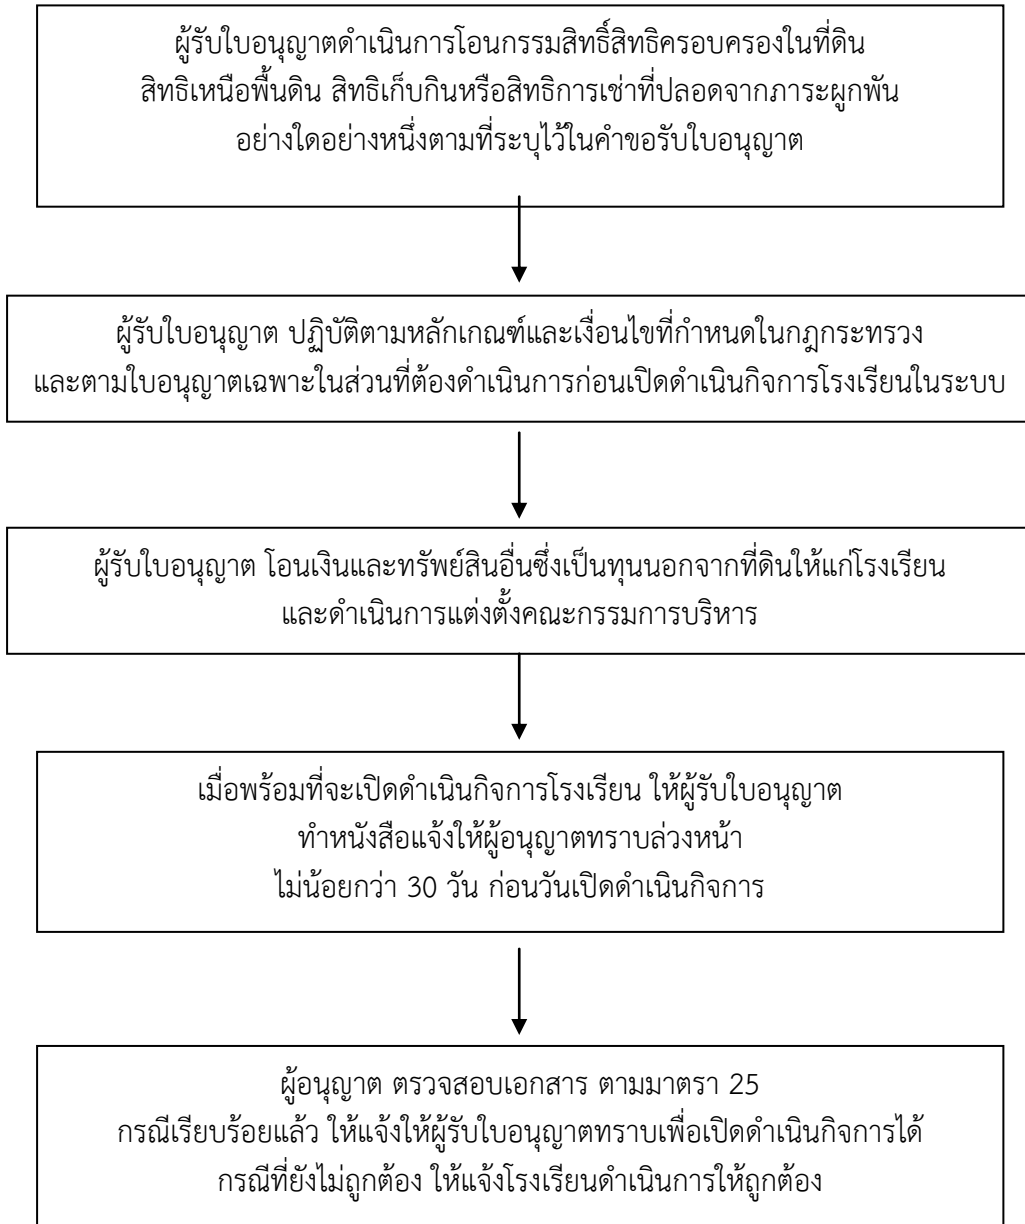 ผู้รับใบอนุญาตดำเนินการโอนกรรมสิทธิ์สิทธิครอบครองในที่ดิน
สิทธิเหนือพื้นดิน สิทธิเก็บกินหรือสิทธิการเช่าที่ปลอดจากภาระผูกพัน
อย่างใดอย่างหนึ่งตามที่ระบุไว้ในคำขอรับใบอนุญาต
ผู้รับใบอนุญาต ปฏิบัติตามหลักเกณฑ์และเงื่อนไขที่กำหนดในกฎกระทรวง
และตามใบอนุญาตเฉพาะในส่วนที่ต้องดำเนินการก่อนเปิดดำเนินกิจการโรงเรียนในระบบ
ผู้รับใบอนุญาต โอนเงินและทรัพย์สินอื่นซึ่งเป็นทุนนอกจากที่ดินให้แก่โรงเรียน
และดำเนินการแต่งตั้งคณะกรรมการบริหาร
เมื่อพร้อมที่จะเปิดดำเนินกิจการโรงเรียน ให้ผู้รับใบอนุญาต
ทำหนังสือแจ้งให้ผู้อนุญาตทราบล่วงหน้า
ไม่น้อยกว่า 30 วัน ก่อนวันเปิดดำเนินกิจการ
ผู้อนุญาต ตรวจสอบเอกสาร ตามมาตรา 25
กรณีเรียบร้อยแล้ว ให้แจ้งให้ผู้รับใบอนุญาตทราบเพื่อเปิดดำเนินกิจการได้
กรณีที่ยังไม่ถูกต้อง ให้แจ้งโรงเรียนดำเนินการให้ถูกต้อง